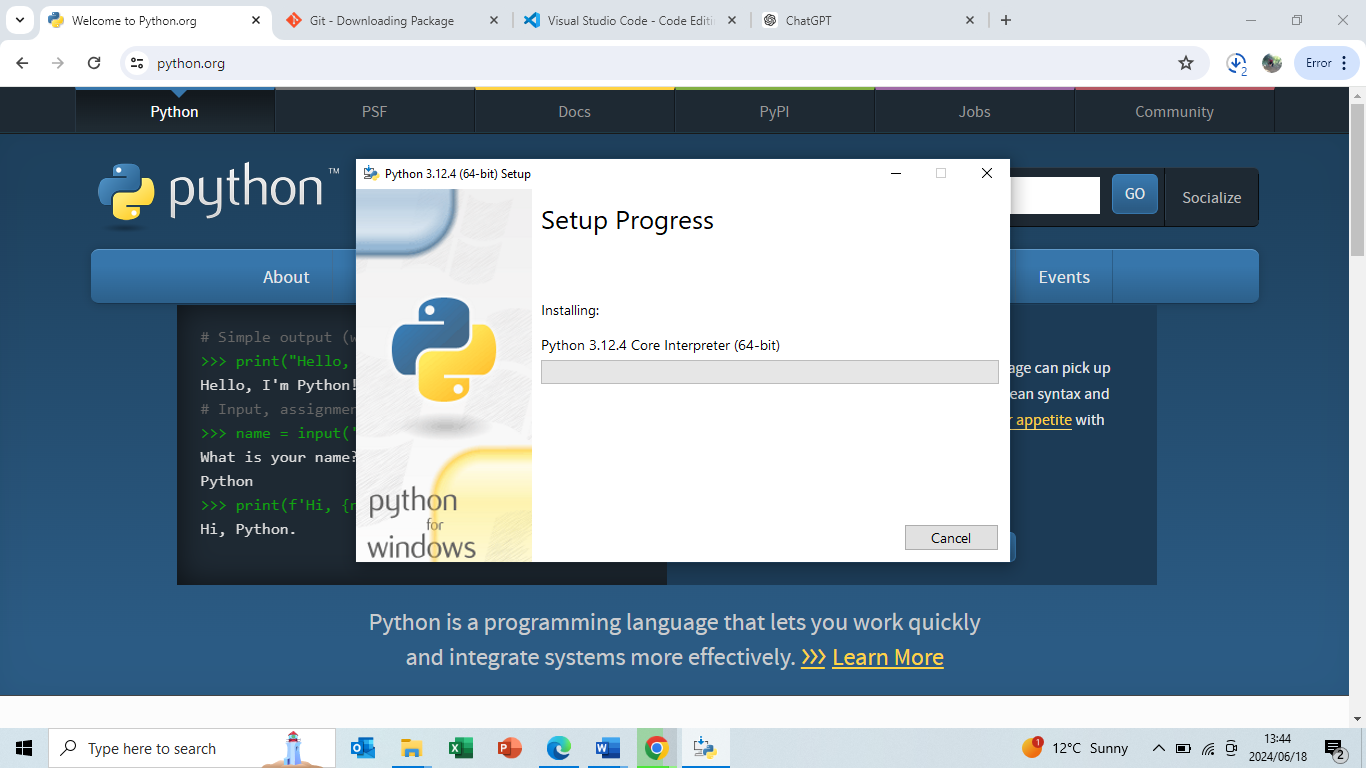 Welcome to Python.org
Git - Downloading Package
Visual Studio Code - Code Editi
ChatGPT
python.org
2
Error
Python
PSF
Docs
PyPI
Jobs
Community
python™
GO
Socialize
About
Events
# Simple output (w
>>> print("Hello,
Hello, I'm Python!
# Input, assignmen
>>> name = input('
What is your name?
Python
>>> print(f'Hi, {n
Hi, Python.
age can pick up
ean syntax and
r appetite with
Python 3.12.4 (64-bit) Setup
Setup Progress
Installing:
Python 3.12.4 Core Interpreter (64-bit)
python
for
windows
Cancel
Python is a programming language that lets you work quickly
and integrate systems more effectively. >>> Learn More
Type here to search
1
12°C Sunny
13:44
2024/06/18
2